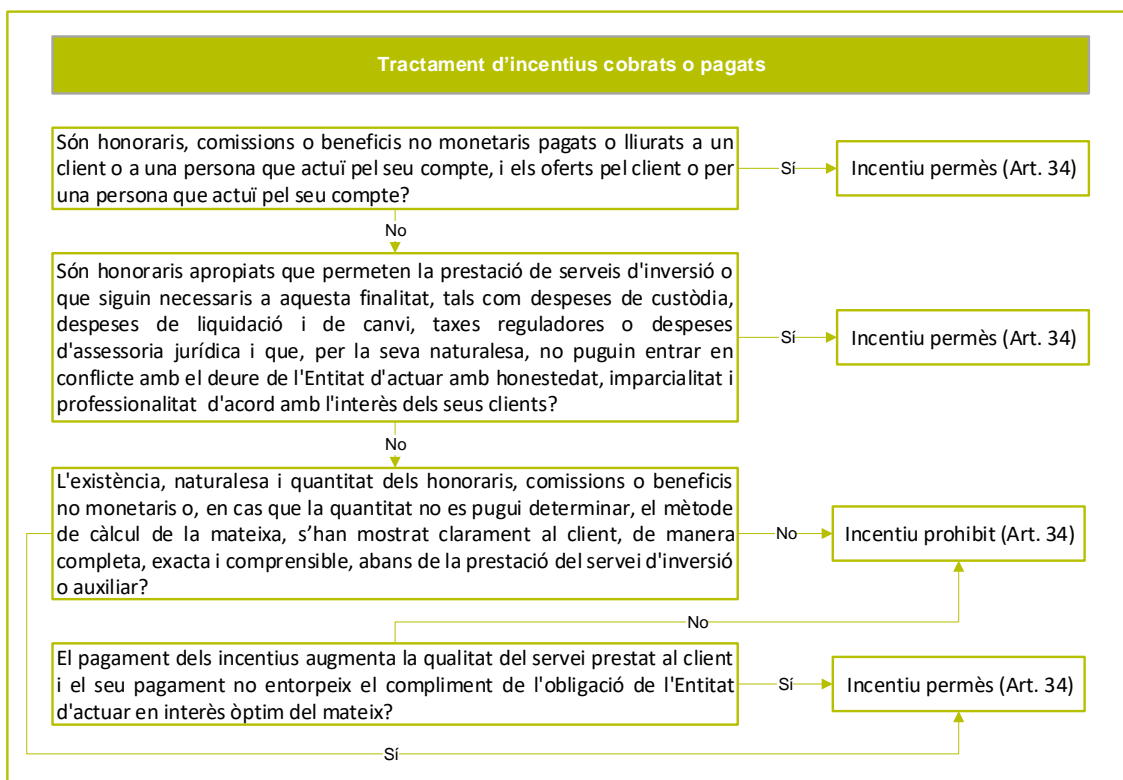 Tractament d'incentius cobrats o pagats
Són honoraris, comissions o beneficis no monetaris pagats o lliurats a un
client o a una persona que actuï pel seu compte, i els oferts pel client o per
una persona que actuï pel seu compte?
Sí
Incentiu permès (Art. 34)
No
Són honoraris apropiats que permeten la prestació de serveis d'inversió o
que siguin necessaris a aquesta finalitat, tals com despeses de custòdia,
despeses de liquidació i de canvi, taxes reguladores o despeses
d'assessoria jurídica i que, per la seva naturalesa, no puguin entrar en
conflicte amb el deure de l'Entitat d'actuar amb honestedat, imparcialitat i
professionalitat d'acord amb l'interès dels seus clients?
Sí
Incentiu permès (Art. 34)
No
L'existència, naturalesa i quantitat dels honoraris, comissions o beneficis
no monetaris o, en cas que la quantitat no es pugui determinar, el mètode
de càlcul de la mateixa, s’han mostrat clarament al client, de manera
completa, exacta i comprensible, abans de la prestació del servei d'inversió
o auxiliar?
No
Incentiu prohibit (Art. 34)
No
El pagament dels incentius augmenta la qualitat del servei prestat al client
i el seu pagament no entorpeix el compliment de l'obligació de l'Entitat
d'actuar en interès òptim del mateix?
Sí
Incentiu permès (Art. 34)
Sí